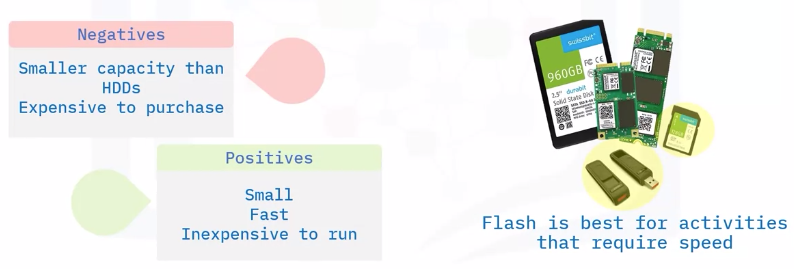 Negatives
Smaller capacity than
HDDs
Expensive to purchase
Positives
Small
Fast
Inexpensive to run
swissbit
960GB
2.5" durabit
Solid State Disk
Flash is best for activities
that require speed